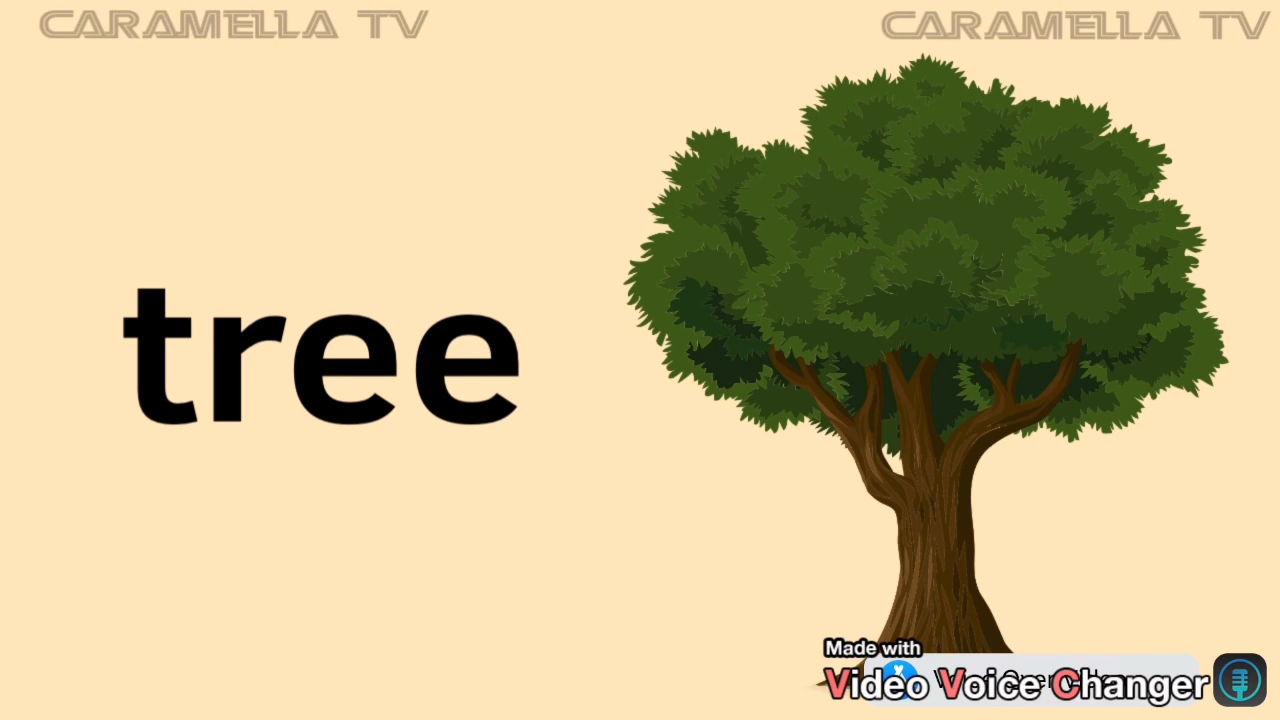 CARAMELLA TV
CARAMELLA TV
tree
Made with
Video Voice Changer